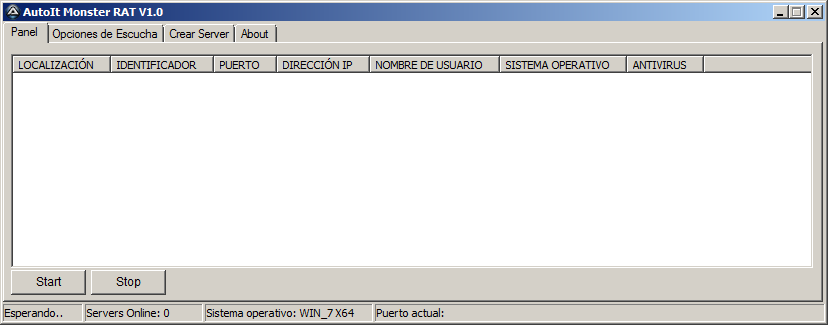 AutoIt Monster RAT V1.0
Panel Opciones de Escucha Crear Server About
LOCALIZACIÓN IDENTIFICADOR PUERTO DIRECCIÓN IP NOMBRE DE USUARIO SISTEMA OPERATIVO ANTIVIRUS
Start Stop
Esperando.. Servers Online: 0 Sistema operativo: WIN_7 X64 Puerto actual: